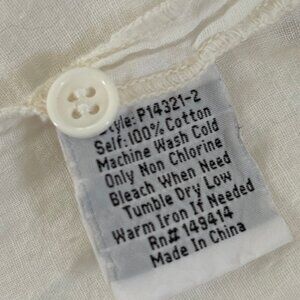 Style: P14321-2
Self: 100% Cotton
Machine Wash Cold
Only Non Chlorine
Bleach When Need
Tumble Dry Low
Warm Iron If Needed
Rn# 149414
Made In China